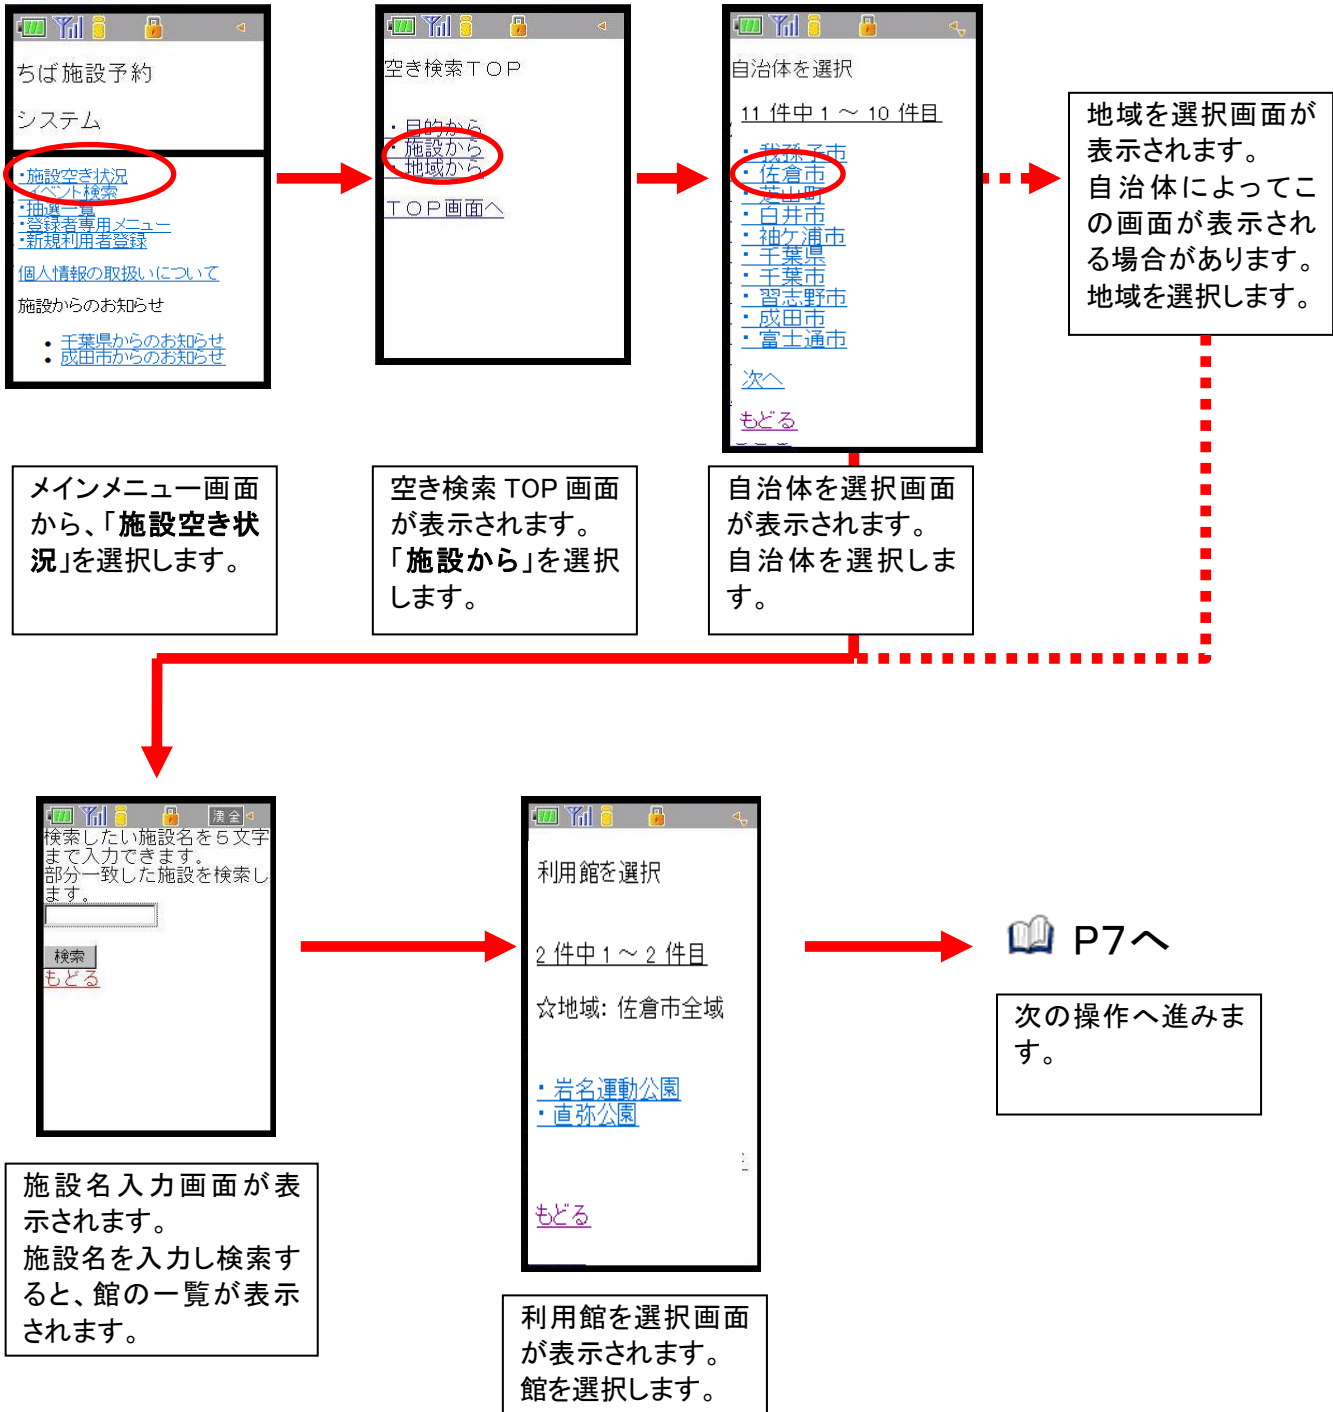 ちば施設予約
システム
・施設空き状況
・イベント検索
・抽選一覧
・登録者専用メニュー
・新規利用者登録
個人情報の取扱いについて
施設からのお知らせ
• 千葉県からのお知らせ
• 成田市からのお知らせ
空き検索ＴＯＰ
・目的から
・施設から
・地域から
ＴＯＰ画面へ
自治体を選択
11 件中 1 ～ 10 件目
・我孫子市
・佐倉市
・芝山町
・白井市
・袖ケ浦市
・千葉県
・千葉市
・習志野市
・成田市
・富士通市
次へ
もどる
地域を選択画面が
表示されます。
自治体によってこ
の画面が表示され
る場合があります。
地域を選択します。
メインメニュー画面
から、「施設空き状
況」を選択します。
空き検索 TOP 画面
が表示されます。
「施設から」を選択
します。
自治体を選択画面
が表示されます。
自治体を選択しま
す。
漢全
検索したい施設名を５文字
まで入力できます。
部分一致した施設を検索し
ます。
検索
もどる
利用館を選択
2 件中 1 ～ 2 件目
☆地域: 佐倉市全域
・岩名運動公園
・直弥公園
もどる
P7へ
次の操作へ進みま
す。
施設名入力画面が表
示されます。
施設名を入力し検索す
ると、館の一覧が表示
されます。
利用館を選択画面
が表示されます。
館を選択します。